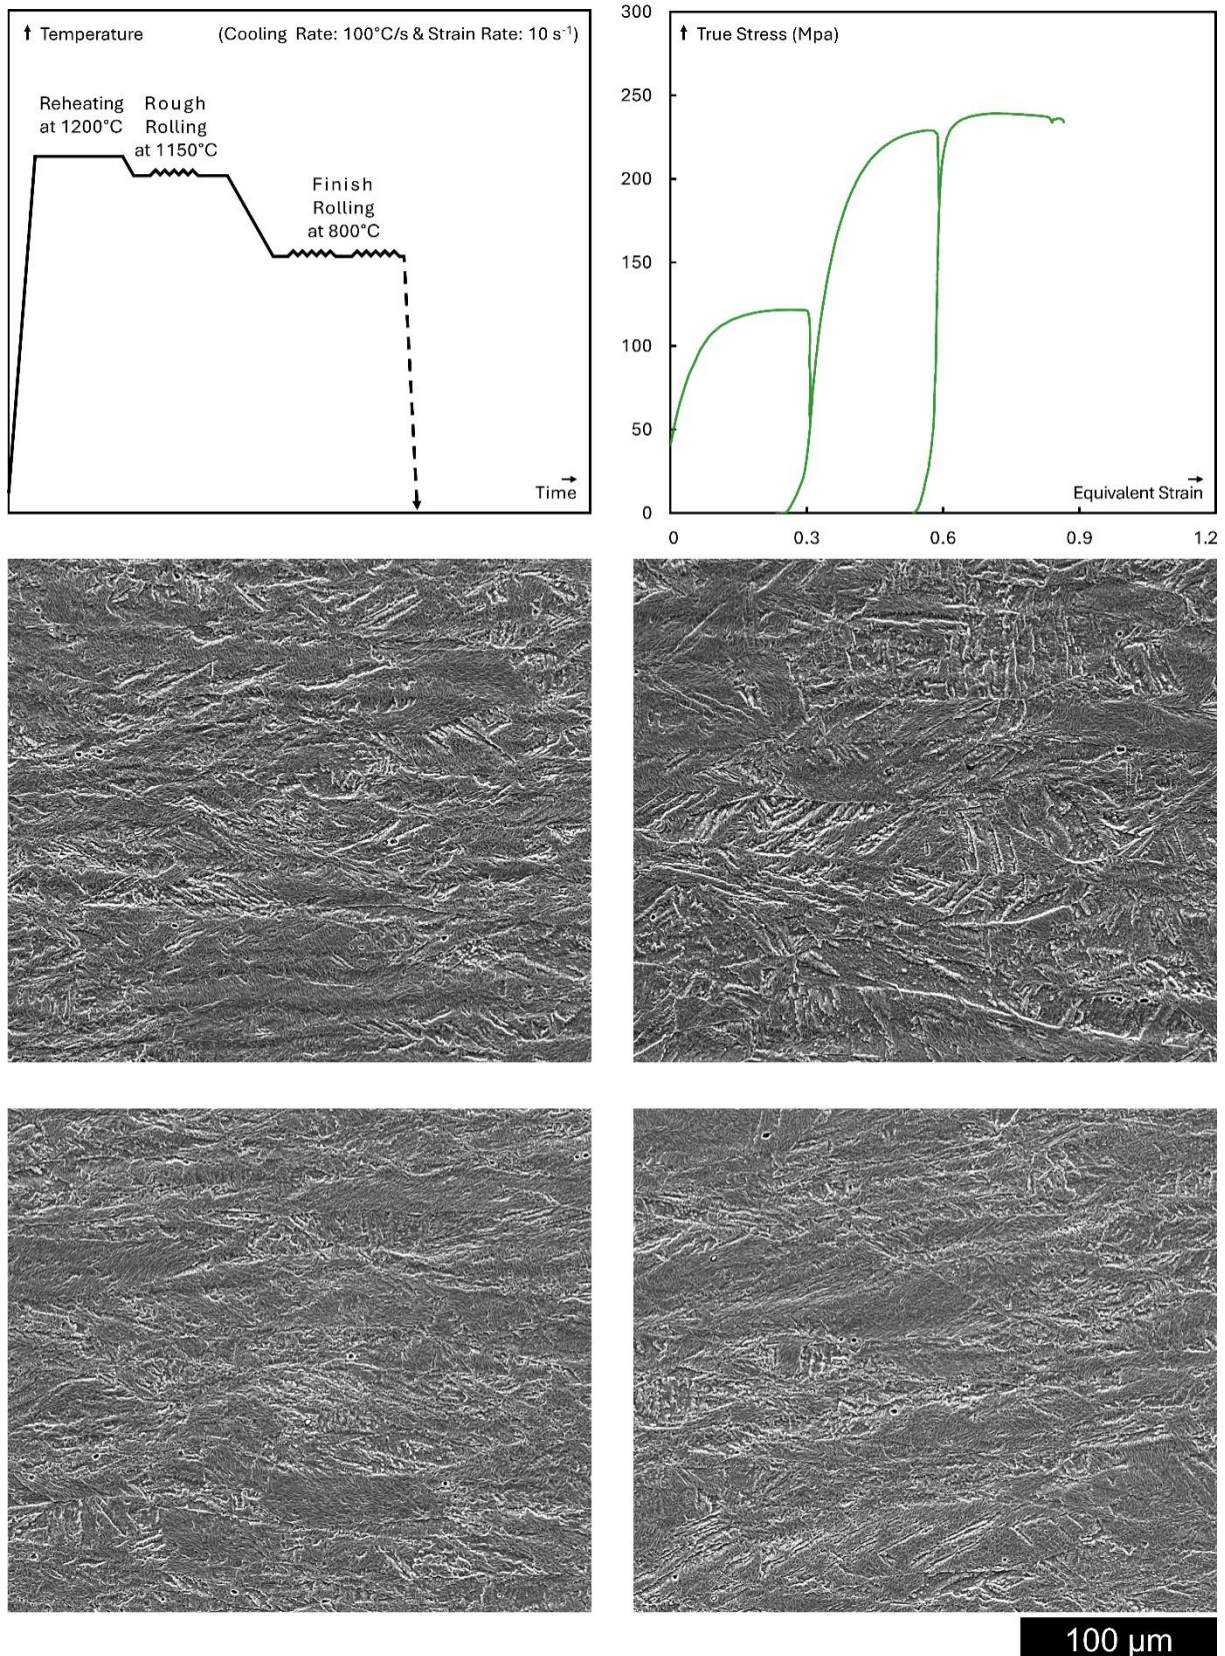 Temperature (Cooling Rate: 100°C/s & Strain Rate: 10 s⁻¹)
Reheating
at 1200°C
Rough
Rolling
at 1150°C
Finish
Rolling
at 800°C
Time
300
True Stress (Mpa)
250
200
150
100
50
Equivalent Strain
0
0 0.3 0.6 0.9 1.2
100 µm